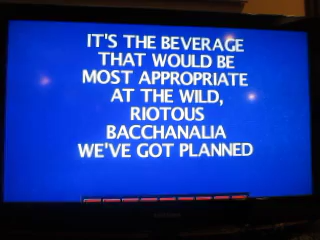 IT'S THE BEVERAGE
THAT WOULD BE
MOST APPROPRIATE
AT THE WILD,
RIOTOUS
BACCHANALIA
WE'VE GOT PLANNED